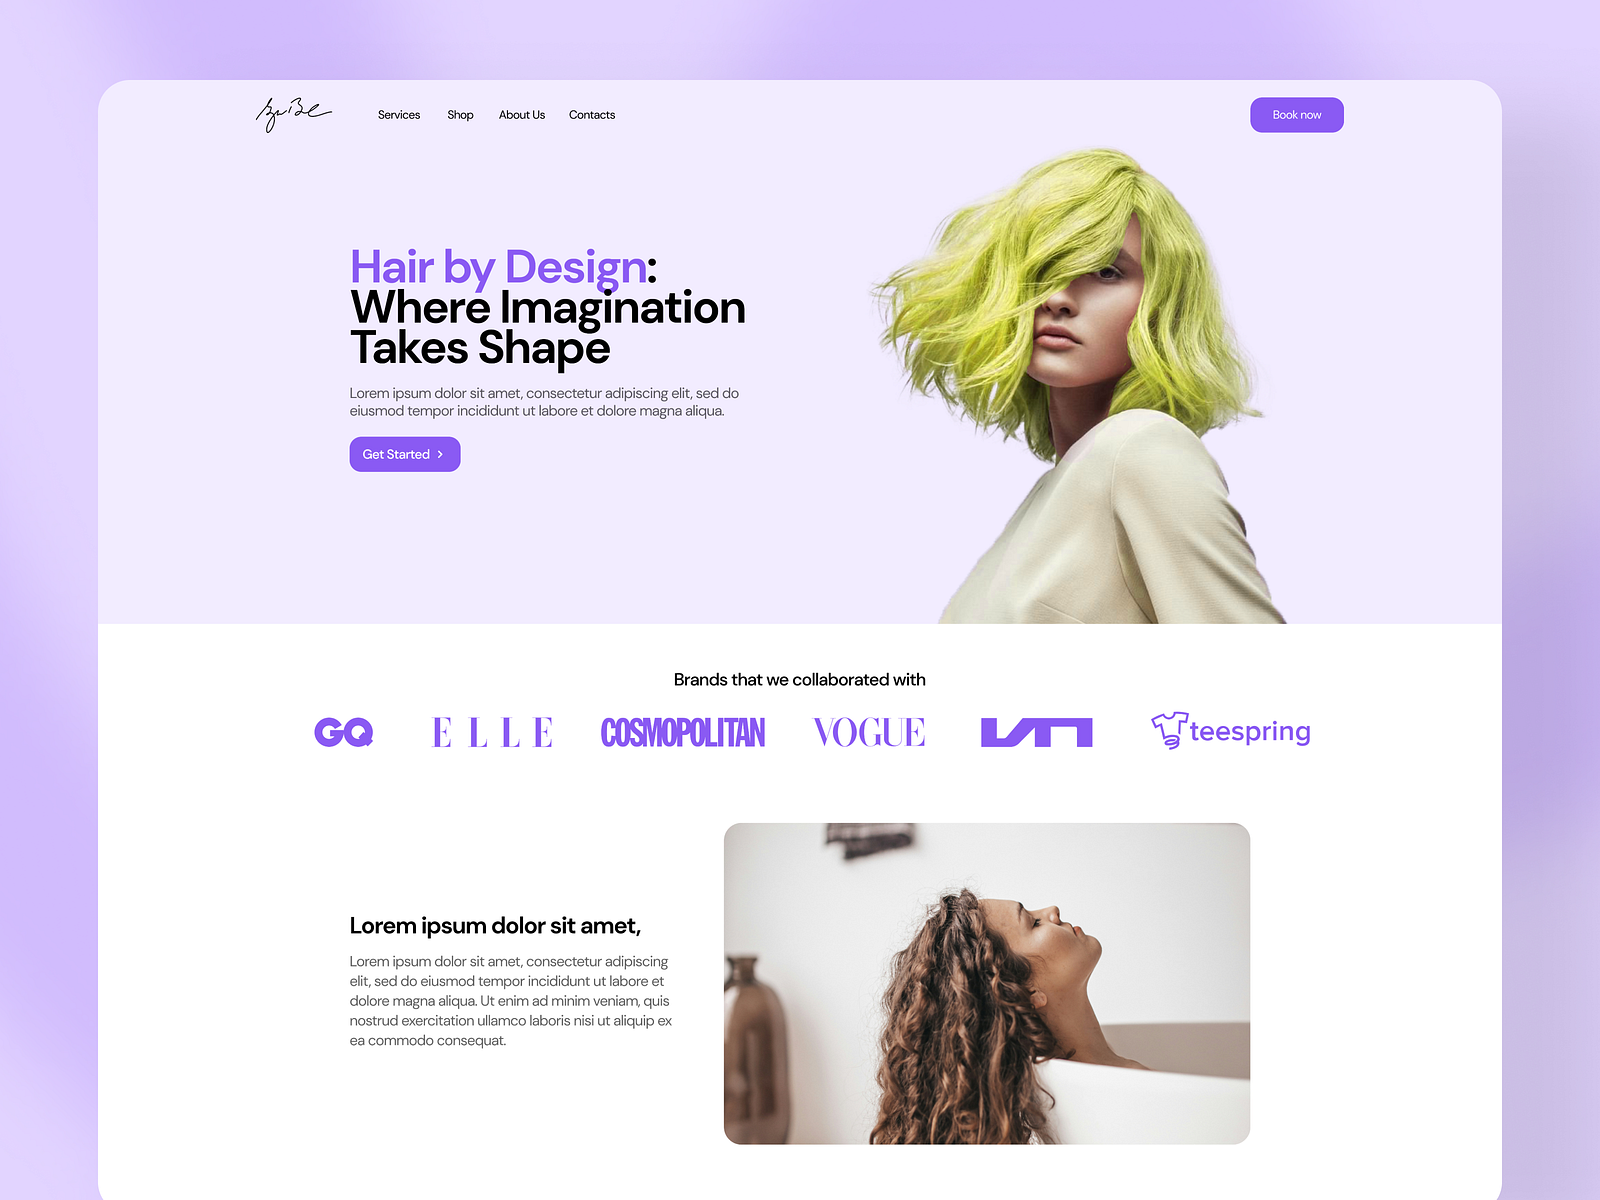 Services
Shop
About Us
Contacts
Book now
Hair by Design:
Where Imagination
Takes Shape
Lorem ipsum dolor sit amet, consectetur adipiscing elit, sed do
eiusmod tempor incididunt ut labore et dolore magna aliqua.
Get Started
Brands that we collaborated with
GQ
ELLE
COSMOPOLITAN
VOGUE
teespring
Lorem ipsum dolor sit amet,
Lorem ipsum dolor sit amet, consectetur adipiscing
elit, sed do eiusmod tempor incididunt ut labore et
dolore magna aliqua. Ut enim ad minim veniam, quis
nostrud exercitation ullamco laboris nisi ut aliquip ex
ea commodo consequat.